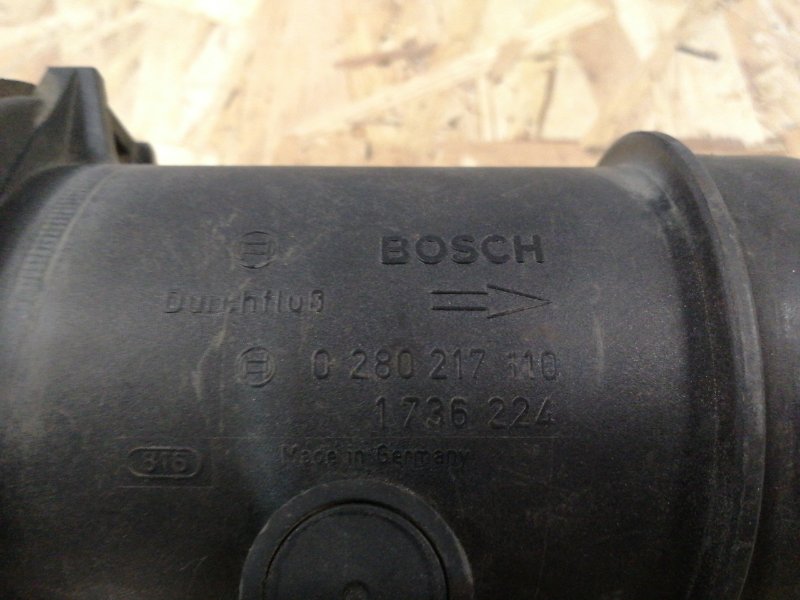 BOSCH
Durchfluß
0 280 217 110
1 736 224
Made in Germany